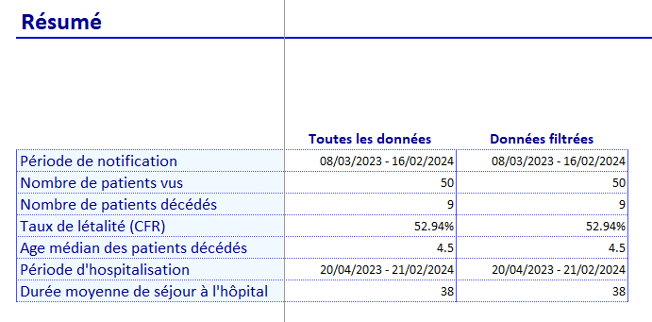 Résumé
Toutes les données Données filtrées
Période de notification 08/03/2023 - 16/02/2024 08/03/2023 - 16/02/2024
Nombre de patients vus 50 50
Nombre de patients décédés 9 9
Taux de létalité (CFR) 52.94% 52.94%
Age médian des patients décédés 4.5 4.5
Période d'hospitalisation 20/04/2023 - 21/02/2024 20/04/2023 - 21/02/2024
Durée moyenne de séjour à l'hôpital 38 38